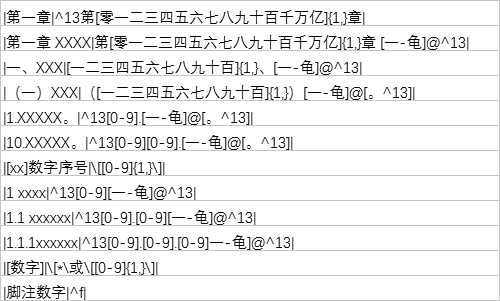 |第一章|^13第[零一二三四五六七八九十百千万亿]{1,}章|
|第一章 XXXX|第[零一二三四五六七八九十百千万亿]{1,}章 [一-龟]@^13|
|一、XXX|[一二三四五六七八九十百]{1,}、[一-龟]@^13|
|（一）XXX|（[一二三四五六七八九十百]{1,}）[一-龟]@[。^13]|
|1.XXXXX。|^13[0-9].[一-龟]@[。^13]|
|10.XXXXX。|^13[0-9][0-9].[一-龟]@[。^13]|
|[xx]数字序号|\[[0-9]{1,}\]|
|1 xxxx|^13[0-9][一-龟]@^13|
|1.1 xxxxxx|^13[0-9].[0-9][一-龟]@^13|
|1.1.1xxxxxx|^13[0-9].[0-9].[0-9]一-龟]@^13|
|[数字]|\[*\或\[[0-9]{1,}\]|
|脚注数字|^f|